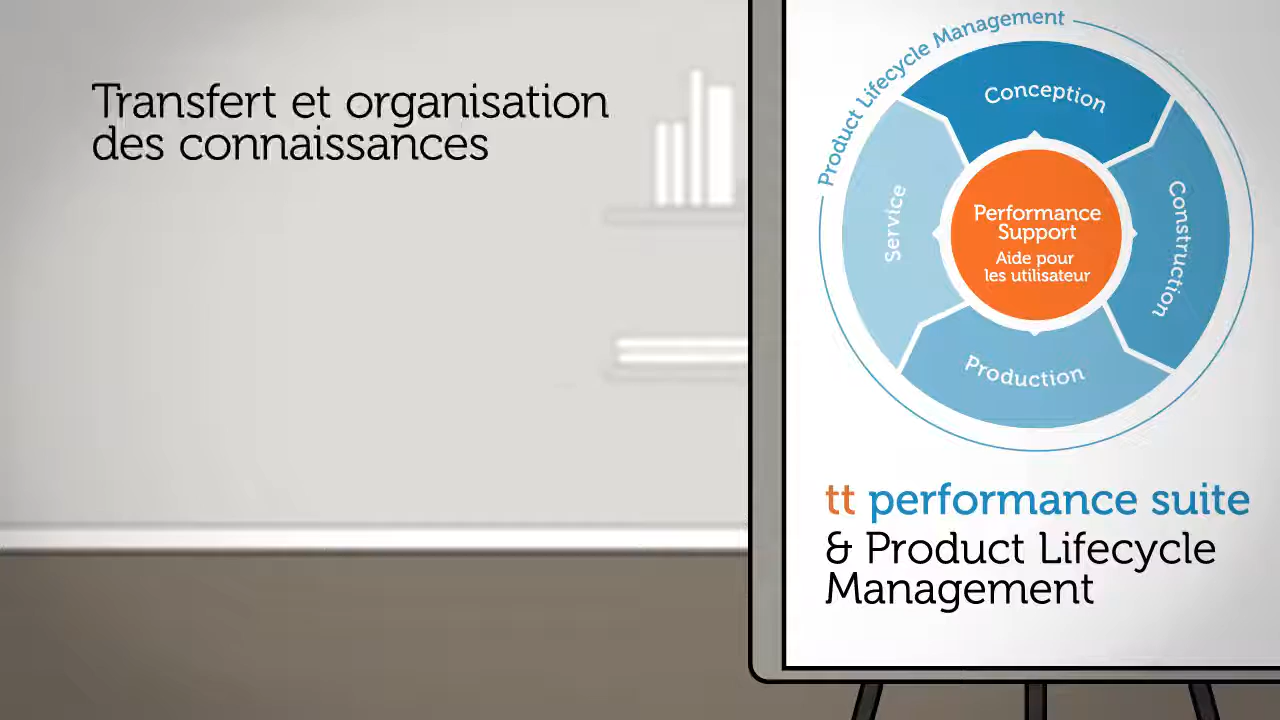 Transfert et organisation
des connaissances
Product Lifecycle Management
Conception
Construction
Production
Service
Performance
Support
Aide pour
les utilisateur
tt performance suite
& Product Lifecycle
Management